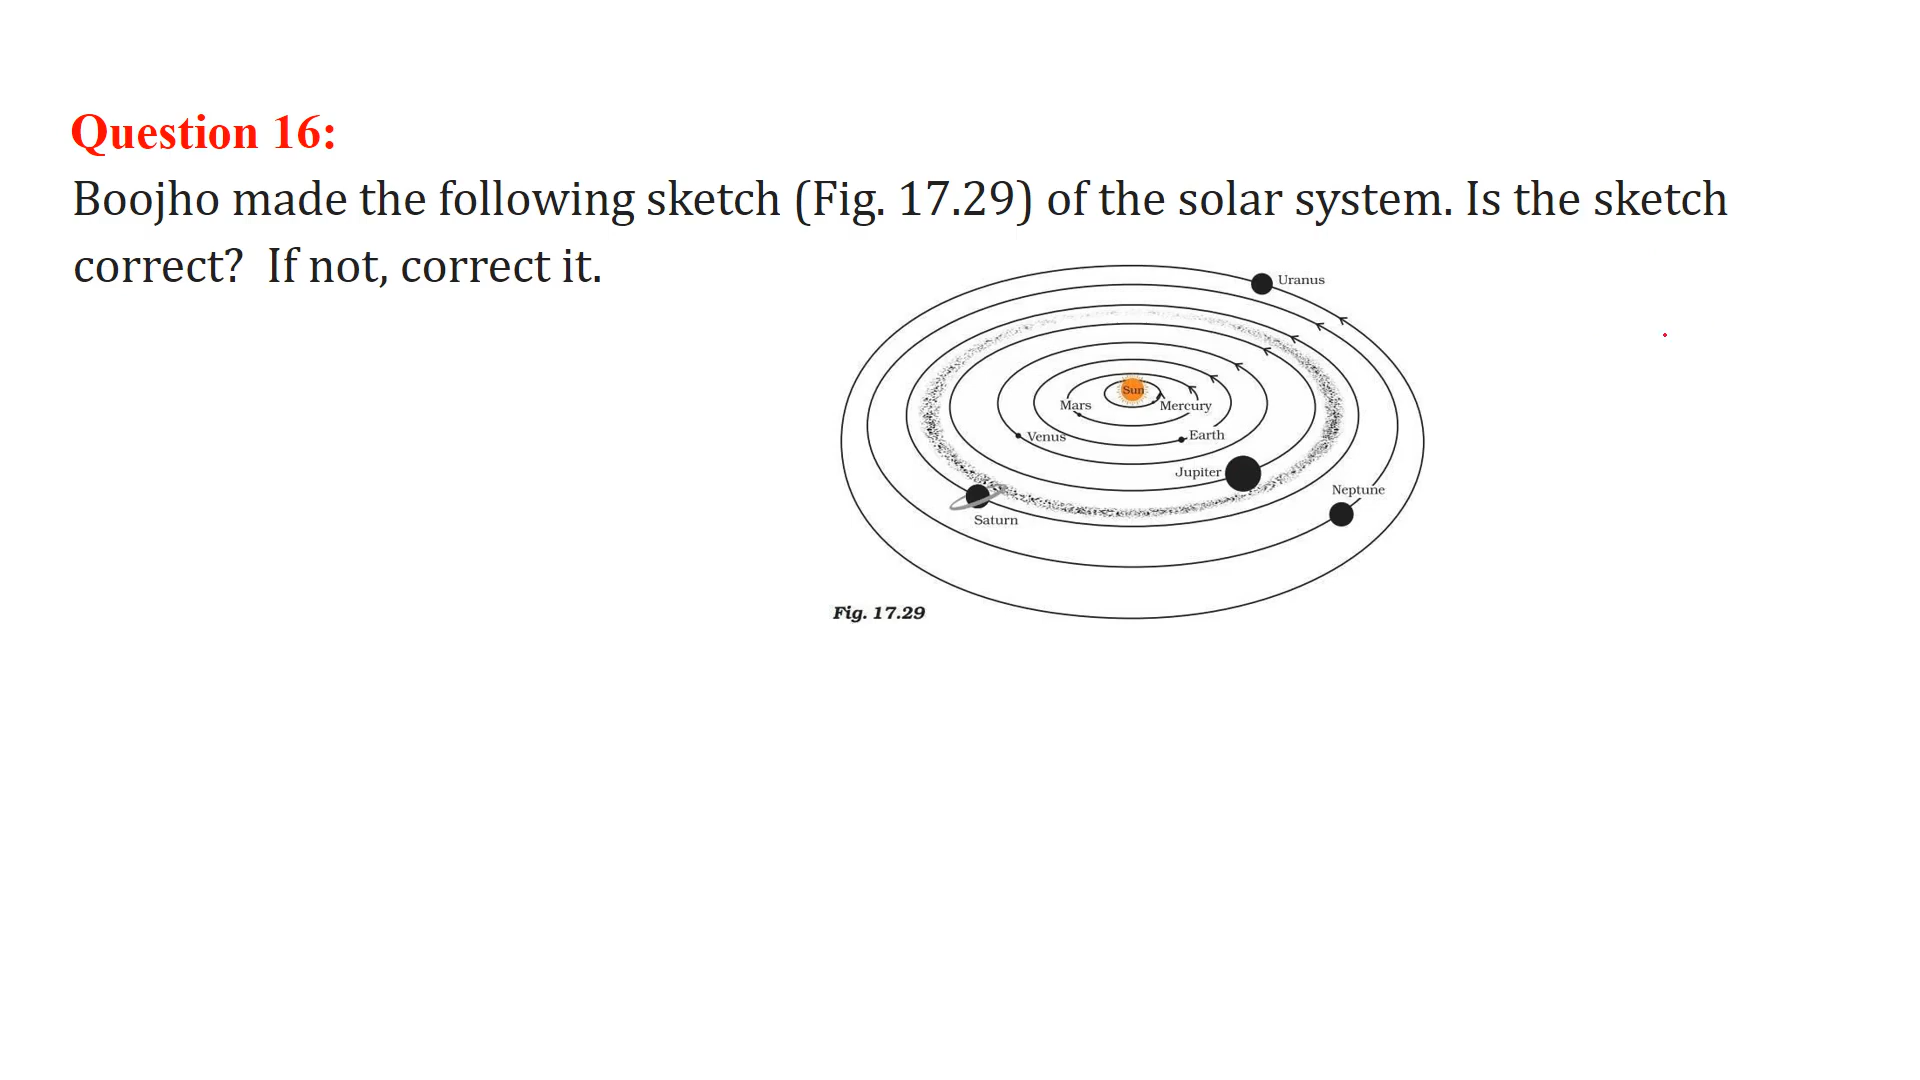 Question 16:
Boojho made the following sketch (Fig. 17.29) of the solar system. Is the sketch
correct?  If not, correct it.
Uranus
Sun
Mars
Mercury
Venus
Earth
Jupiter
Neptune
Saturn
Fig. 17.29